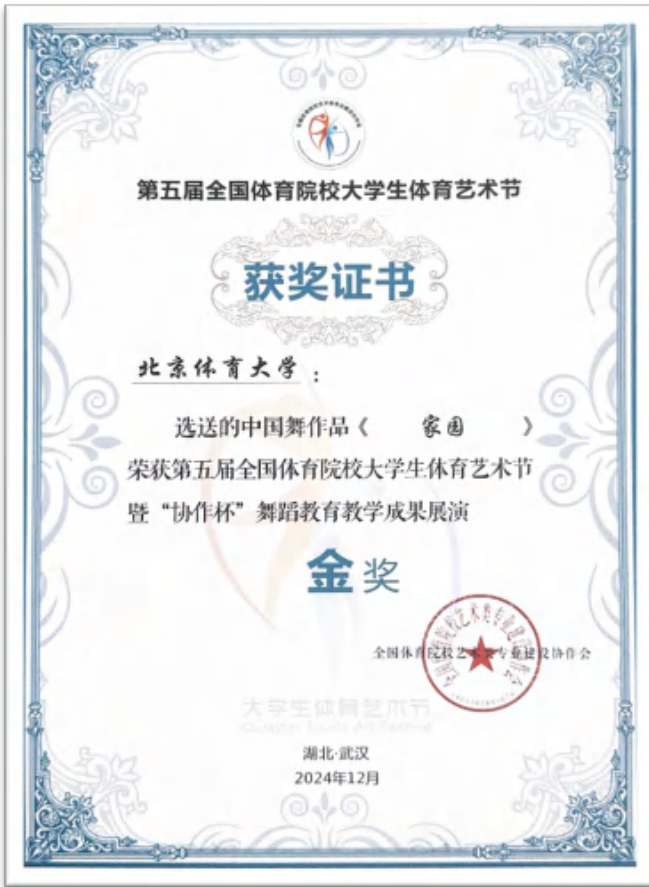 第五届全国体育院校大学生体育艺术节
获奖证书
北京体育大学：
选送的中国舞作品《 家园 》
荣获第五届全国体育院校大学生体育艺术节
暨“协作杯”舞蹈教育教学成果展演
金奖
全国体育院校艺术类专业建设协作会
大学生体育艺术节
湖北·武汉
2024年12月